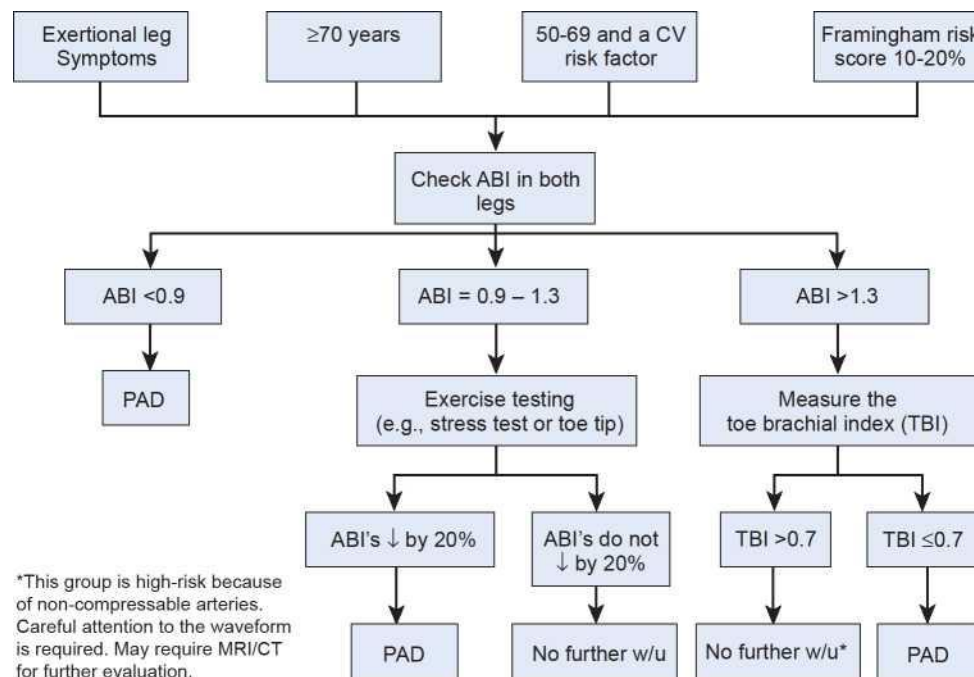 Exertional leg
Symptoms
≥70 years
50-69 and a CV
risk factor
Framingham risk
score 10-20%
Check ABI in both
legs
ABI <0.9
ABI = 0.9 – 1.3
ABI >1.3
PAD
Exercise testing
(e.g., stress test or toe tip)
Measure the
toe brachial index (TBI)
ABI's ↓ by 20%
ABI's do not
↓ by 20%
TBI >0.7
TBI ≤0.7
*This group is high-risk because
of non-compressable arteries.
Careful attention to the waveform
is required. May require MRI/CT
for further evaluation.
PAD
No further w/u
No further w/u*
PAD